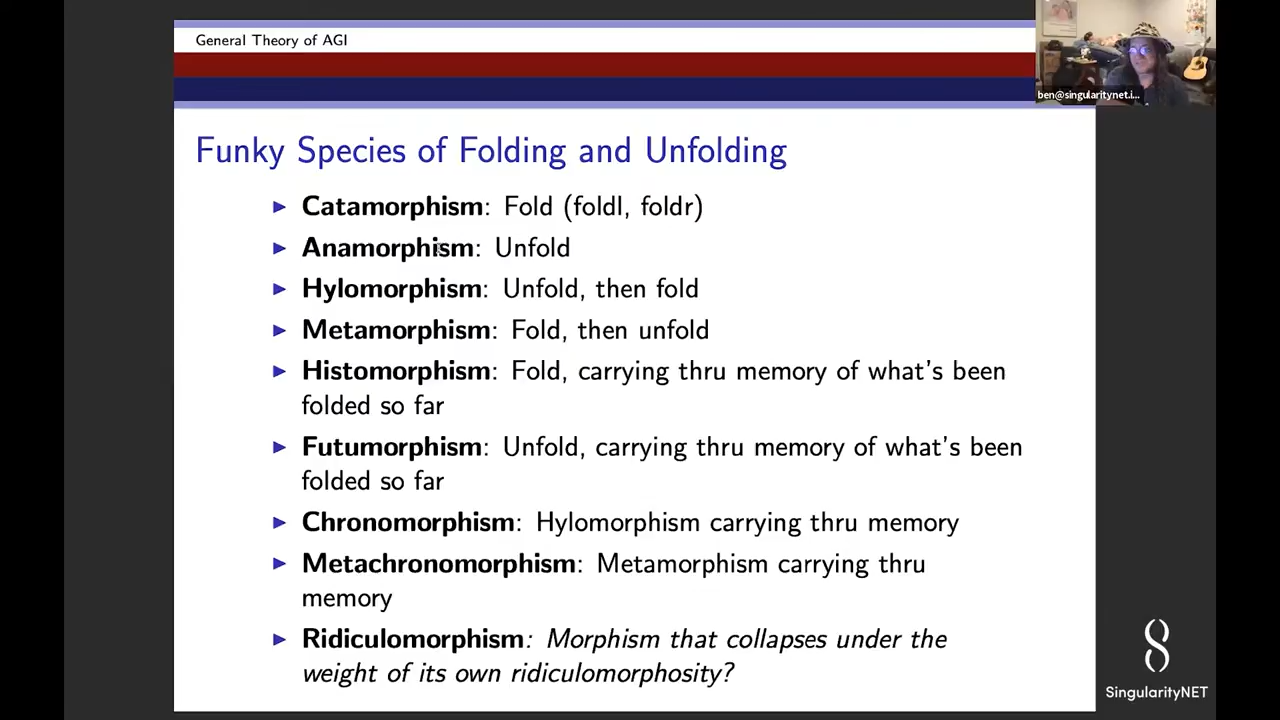 General Theory of AGI
ben@singularitynet.i...
Funky Species of Folding and Unfolding
Catamorphism: Fold (foldl, foldr)
Anamorphism: Unfold
Hylomorphism: Unfold, then fold
Metamorphism: Fold, then unfold
Histomorphism: Fold, carrying thru memory of what's been
folded so far
Futumorphism: Unfold, carrying thru memory of what's been
folded so far
Chronomorphism: Hylomorphism carrying thru memory
Metachronomorphism: Metamorphism carrying thru
memory
Ridiculomorphism: Morphism that collapses under the
weight of its own ridiculomorphosity?
SingularityNET